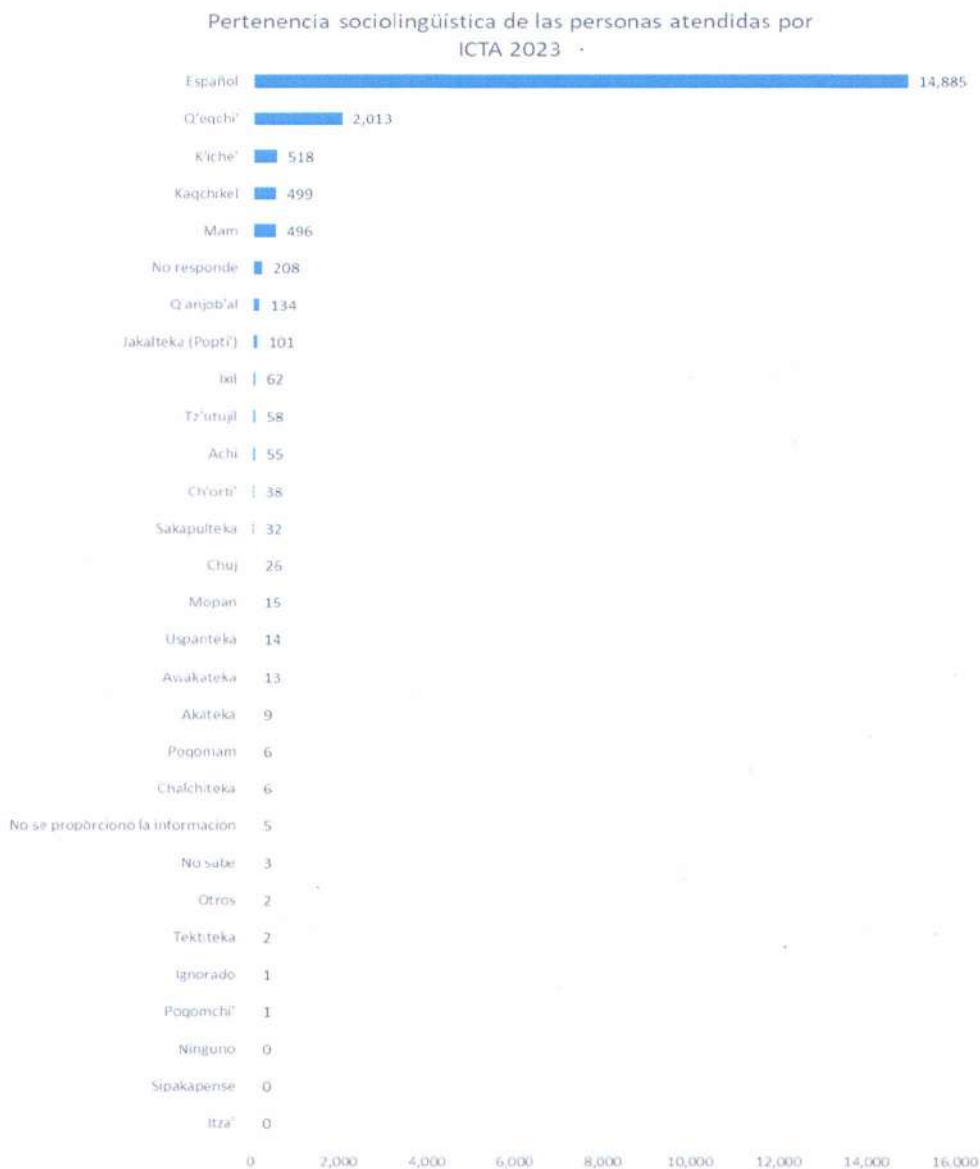 Pertenencia sociolingüística de las personas atendidas por
ICTA 2023
Español 14,885
Q'eqchi' 2,013
K'iche' 518
Kaqchikel 499
Mam 496
No responde 208
Q'anjob'al 134
Jakalteka (Popti') 101
Ixil 62
Tz'utujil 58
Achi 55
Ch'orti' 38
Sakapulteka 32
Chuj 26
Mopan 15
Uspanteka 14
Awakateka 13
Akateka 9
Poqomam 6
Chalchiteka 6
No se proporciono la informacion 5
No sabe 3
Otros 2
Tektiteka 2
Ignorado 1
Poqomchi' 1
Ninguno 0
Sipakapense 0
Itza' 0
0 2,000 4,000 6,000 8,000 10,000 12,000 14,000 16,000